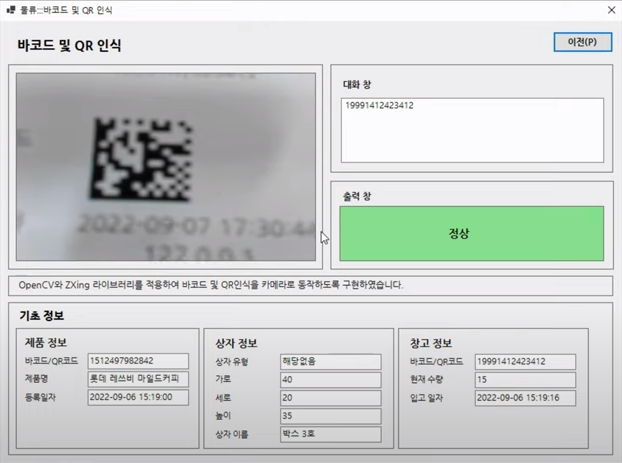 물류:::바코드 및 QR 인식
바코드 및 QR 인식
이전(P)
2022-09-07 17:30:44
127.0.0.1
대화 창
19991412423412
출력 창
정상
OpenCV와 ZXing 라이브러리를 적용하여 바코드 및 QR인식을 카메라로 동작하도록 구현하였습니다.
기초 정보
제품 정보
바코드/QR코드 1512497982842
제품명 롯데 레쓰비 마일드커피
등록일자 2022-09-06 15:19:00
상자 정보
상자 유형 해당없음
가로 40
세로 20
높이 35
상자 이름 박스 3호
창고 정보
바코드/QR코드 19991412423412
현재 수량 15
입고 일자 2022-09-06 15:19:16